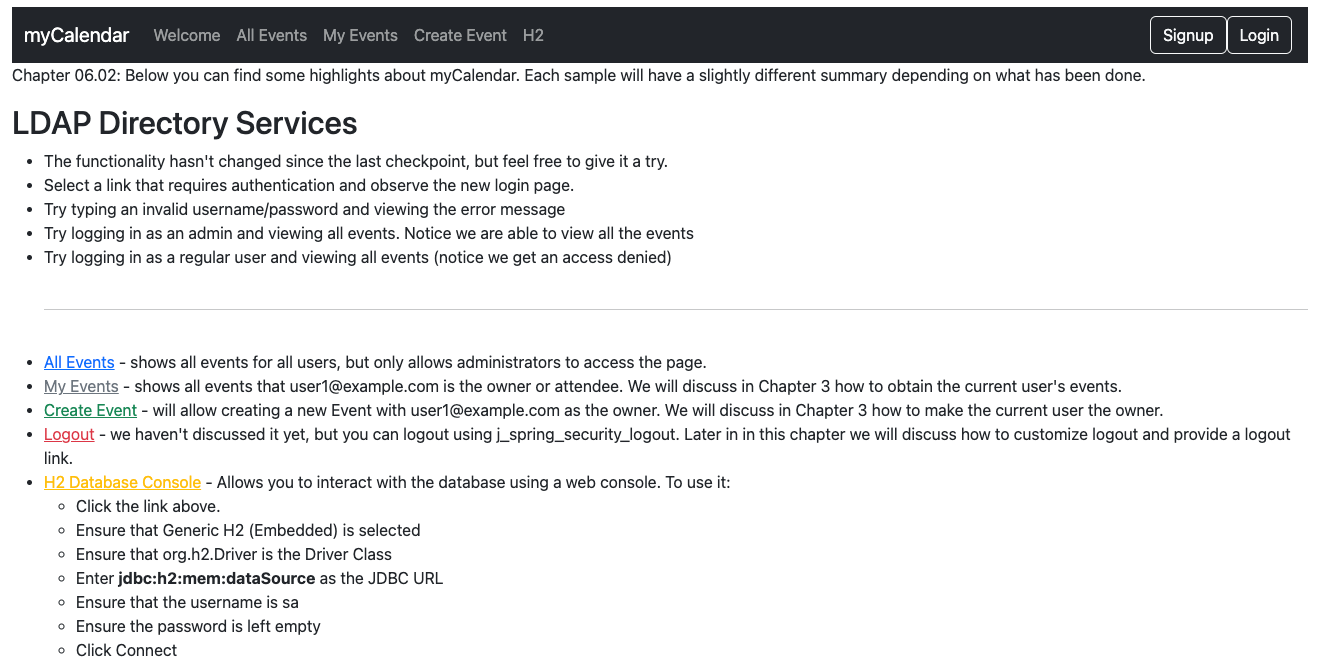 myCalendar Welcome All Events My Events Create Event H2 Signup Login
Chapter 06.02: Below you can find some highlights about myCalendar. Each sample will have a slightly different summary depending on what has been done.
LDAP Directory Services
• The functionality hasn't changed since the last checkpoint, but feel free to give it a try.
• Select a link that requires authentication and observe the new login page.
• Try typing an invalid username/password and viewing the error message
• Try logging in as an admin and viewing all events. Notice we are able to view all the events
• Try logging in as a regular user and viewing all events (notice we get an access denied)
• All Events - shows all events for all users, but only allows administrators to access the page.
• My Events - shows all events that user1@example.com is the owner or attendee. We will discuss in Chapter 3 how to obtain the current user's events.
• Create Event - will allow creating a new Event with user1@example.com as the owner. We will discuss in Chapter 3 how to make the current user the owner.
• Logout - we haven't discussed it yet, but you can logout using j_spring_security_logout. Later in in this chapter we will discuss how to customize logout and provide a logout
link.
• H2 Database Console - Allows you to interact with the database using a web console. To use it:
◦ Click the link above.
◦ Ensure that Generic H2 (Embedded) is selected
◦ Ensure that org.h2.Driver is the Driver Class
◦ Enter jdbc:h2:mem:dataSource as the JDBC URL
◦ Ensure that the username is sa
◦ Ensure the password is left empty
◦ Click Connect